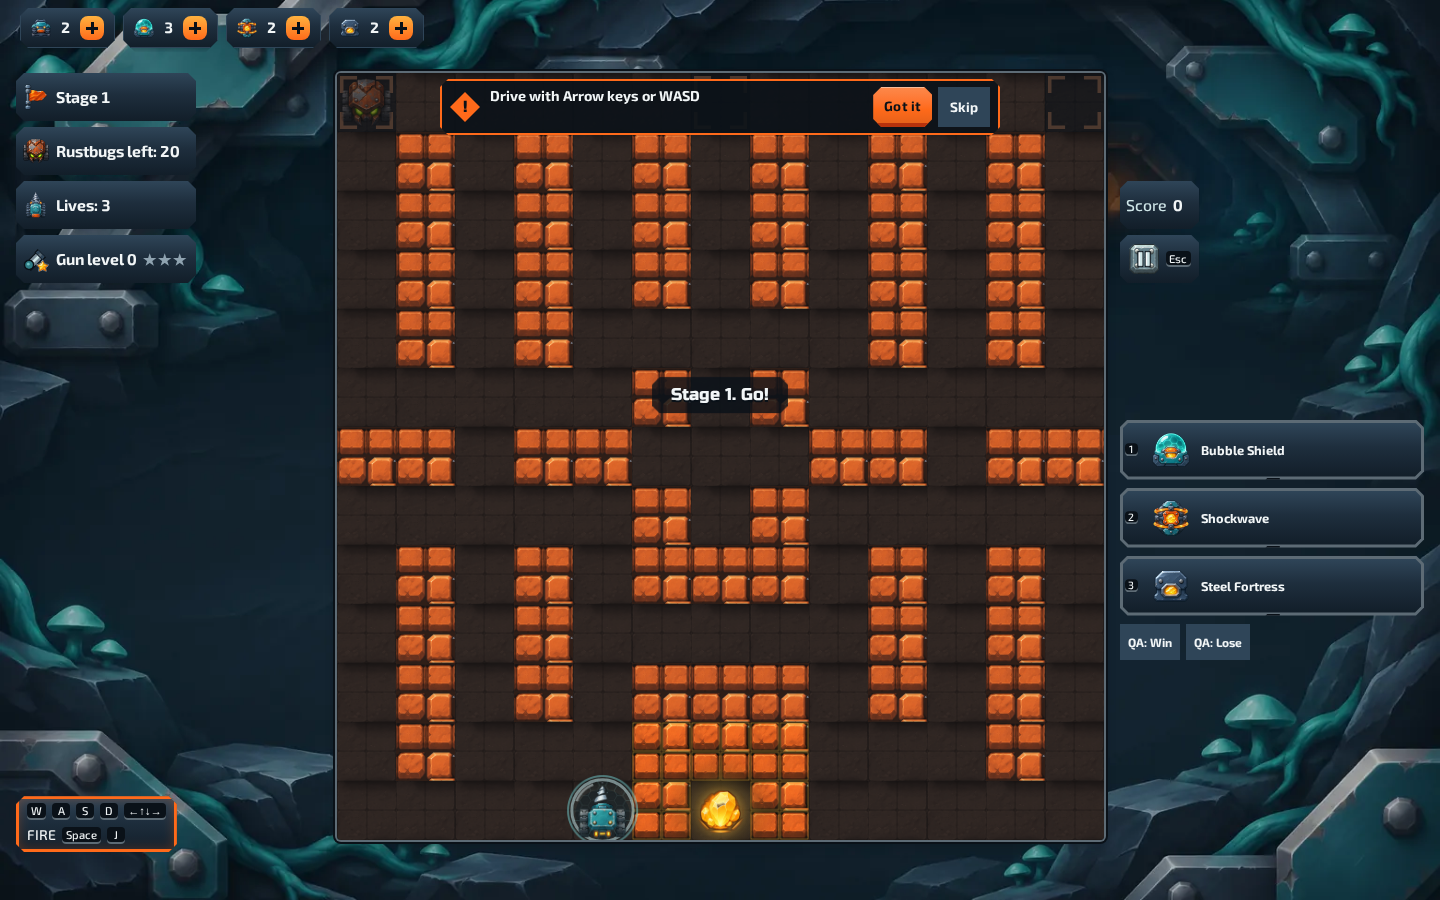 2
3
2
2
Stage 1
Rustbugs left: 20
Lives: 3
Gun level 0
Drive with Arrow keys or WASD
Got it
Skip
Score 0
Esc
Stage 1. Go!
1 Bubble Shield
2 Shockwave
3 Steel Fortress
QA: Win
QA: Lose
W A S D ←↑↓→
FIRE Space J